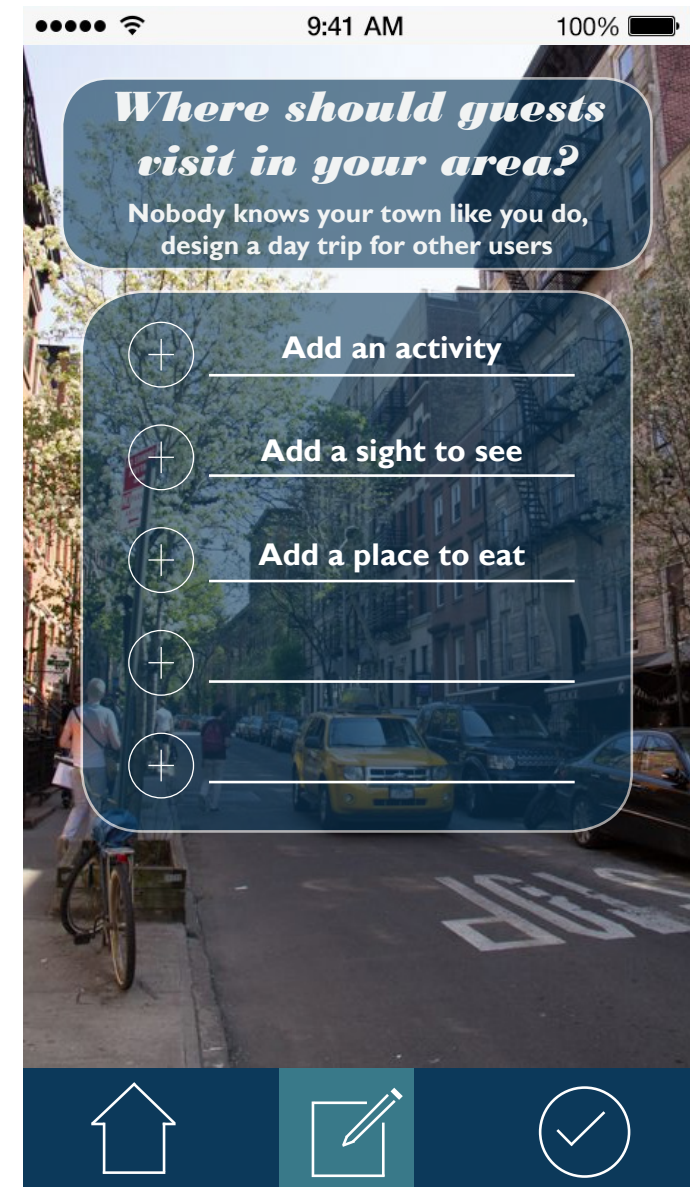 9:41 AM 100%
Where should guests
visit in your area?
Nobody knows your town like you do,
design a day trip for other users
Add an activity
Add a sight to see
Add a place to eat